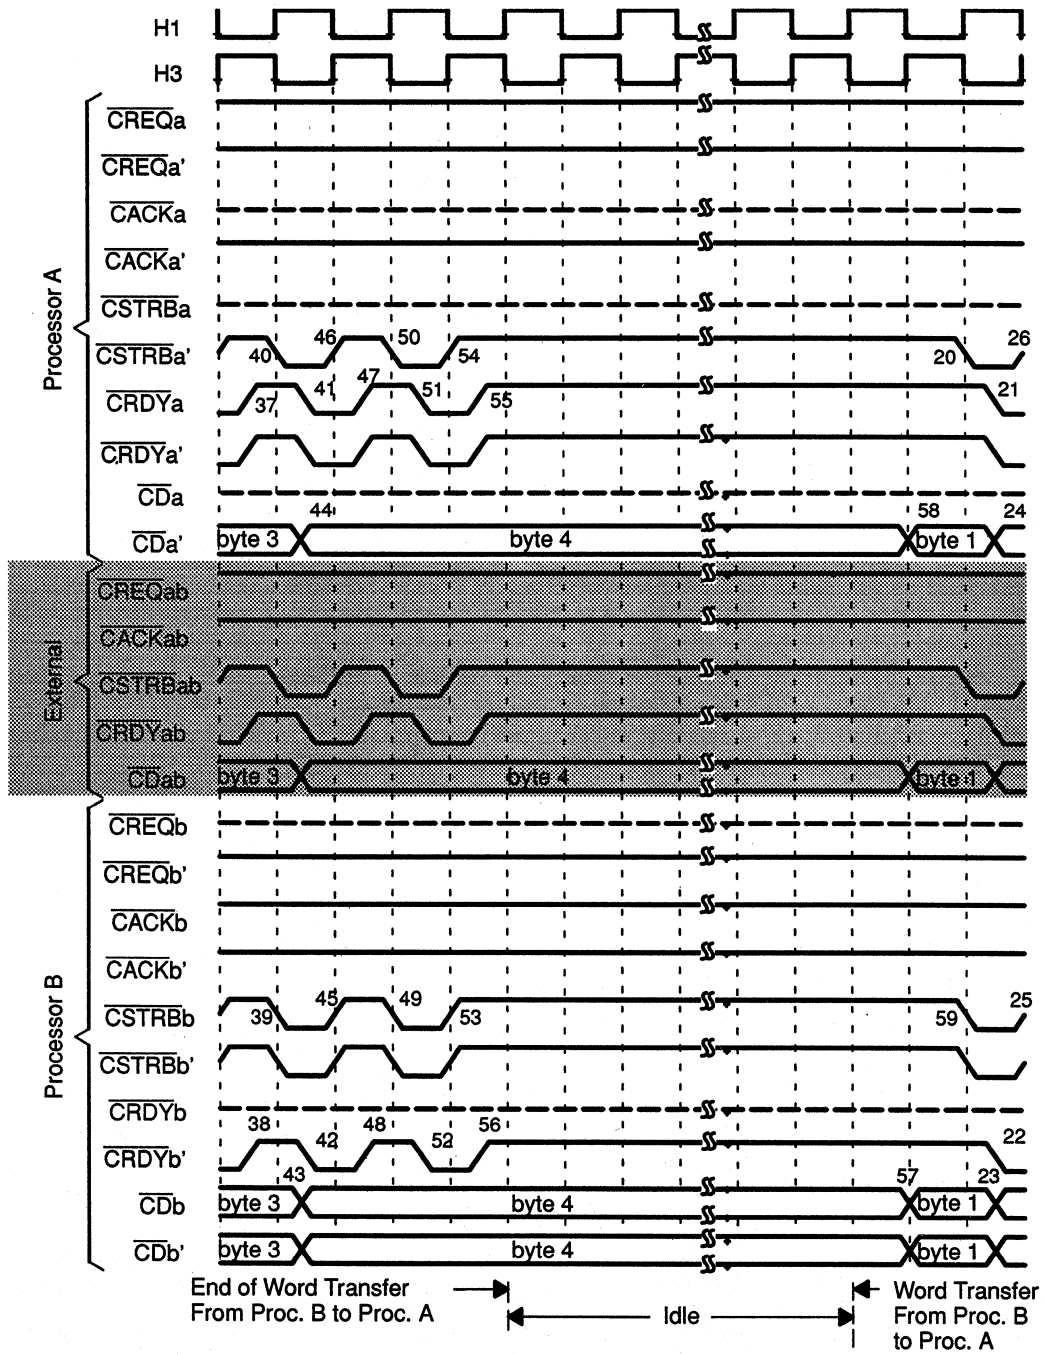 H1
H3
Processor A
CREQa
CREQa'
CACKa
CACKa'
CSTRBa
CSTRBa' 40 46 50 54 20 26
CRDYa 37 41 47 51 55 21
CRDYa'
CDa
44 58 24
CDa' byte 3 byte 4 byte 1
External
CREQab
CACKab
CSTRBab
CRDYab
CDab byte 3 byte 4 byte 1
Processor B
CREQb
CREQb'
CACKb
CACKb'
CSTRBb 39 45 49 53 59 25
CSTRBb'
CRDYb
38 48 56
CRDYb' 42 52 22
43 57 23
CDb byte 3 byte 4 byte 1
CDb' byte 3 byte 4 byte 1
End of Word Transfer
From Proc. B to Proc. A
Idle
Word Transfer
From Proc. B
to Proc. A